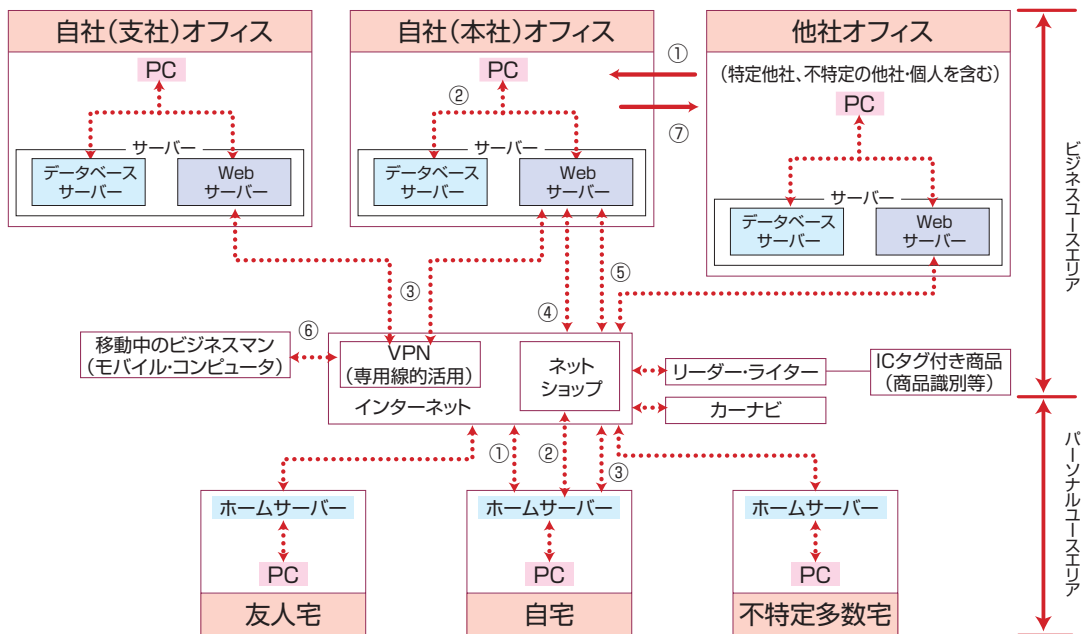 自社(支社)オフィス
PC
サーバー
データベース
サーバー
Web
サーバー
自社(本社)オフィス
PC
②
サーバー
データベース
サーバー
Web
サーバー
①
⑦
他社オフィス
(特定他社、不特定の他社・個人を含む)
PC
サーバー
データベース
サーバー
Web
サーバー
ビジネスユースエリア
③
④
⑤
⑥
移動中のビジネスマン
(モバイル・コンピュータ)
VPN
(専用線的活用)
インターネット
ネット
ショップ
リーダー・ライター
ICタグ付き商品
(商品識別等)
カーナビ
パーソナルユースエリア
①
②
③
ホームサーバー
PC
友人宅
ホームサーバー
PC
自宅
ホームサーバー
PC
不特定多数宅